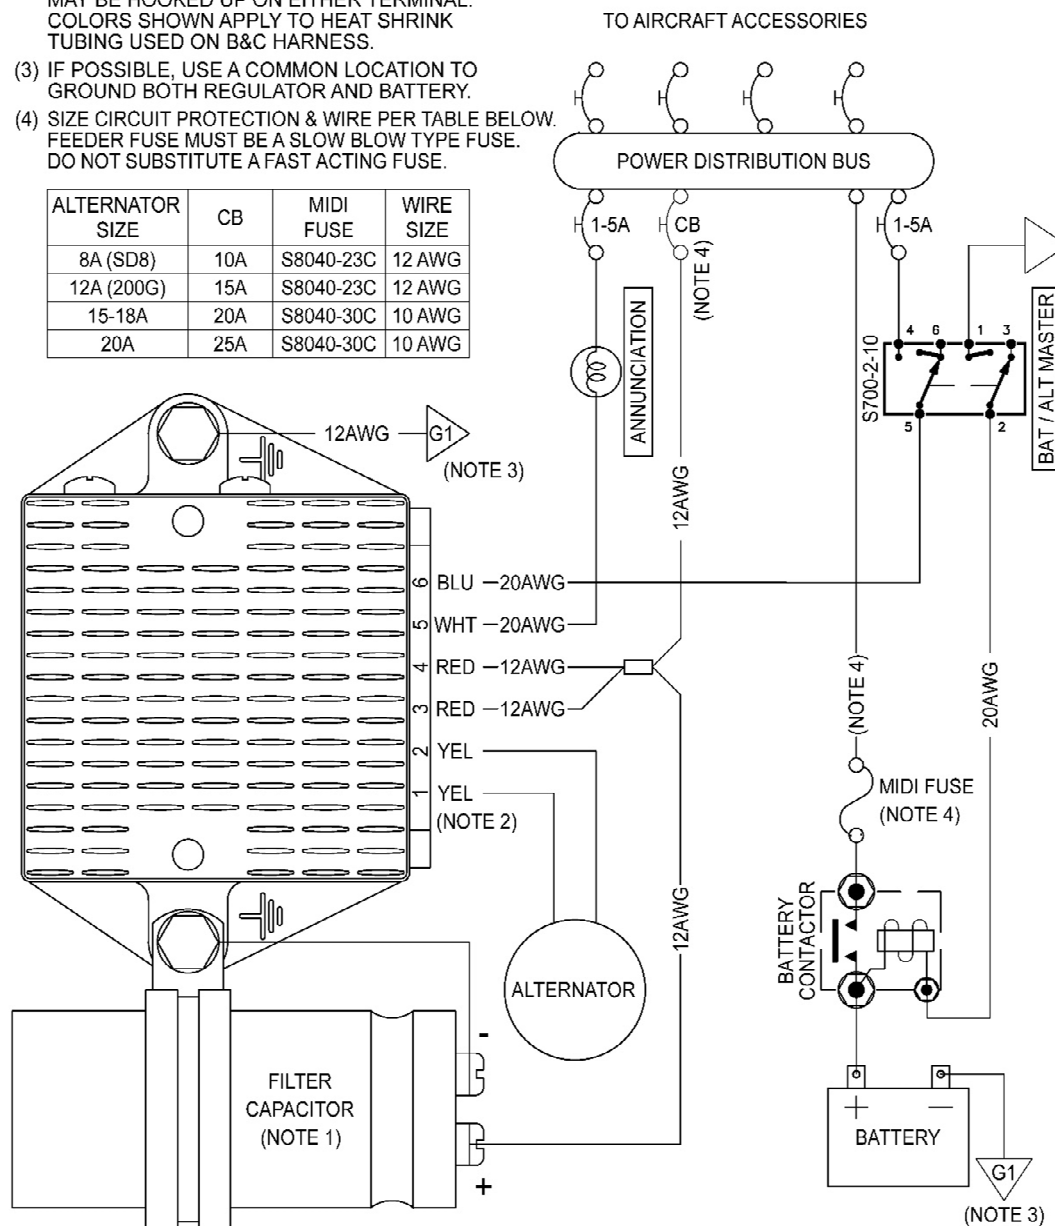 MAY BE HOOKED UP ON EITHER TERMINAL.
COLORS SHOWN APPLY TO HEAT SHRINK
TUBING USED ON B&C HARNESS.
(3) IF POSSIBLE, USE A COMMON LOCATION TO
GROUND BOTH REGULATOR AND BATTERY.
(4) SIZE CIRCUIT PROTECTION & WIRE PER TABLE BELOW.
FEEDER FUSE MUST BE A SLOW BLOW TYPE FUSE.
DO NOT SUBSTITUTE A FAST ACTING FUSE.
ALTERNATOR SIZE CB MIDI FUSE WIRE SIZE
8A (SD8) 10A S8040-23C 12 AWG
12A (200G) 15A S8040-23C 12 AWG
15-18A 20A S8040-30C 10 AWG
20A 25A S8040-30C 10 AWG
TO AIRCRAFT ACCESSORIES
POWER DISTRIBUTION BUS
1-5A
CB
(NOTE 4)
1-5A
ANNUNCIATION
S700-2-10
4 6 1 3
5 2
BAT / ALT MASTER
12AWG
G1
(NOTE 3)
12AWG
6 BLU 20AWG
5 WHT 20AWG
4 RED 12AWG
3 RED 12AWG
2 YEL
1 YEL
(NOTE 2)
(NOTE 4)
20AWG
MIDI FUSE
(NOTE 4)
BATTERY
CONTACTOR
12AWG
ALTERNATOR
FILTER
CAPACITOR
(NOTE 1)
-
+
+ -
BATTERY
G1
(NOTE 3)